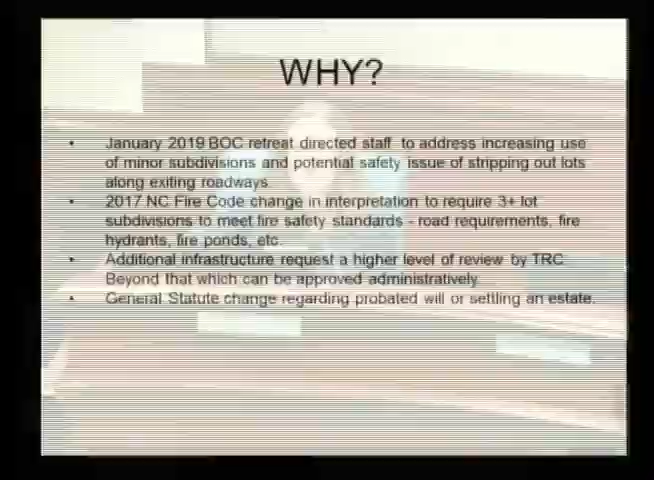 WHY?
• January 2019 BOC retreat directed staff to address increasing use
of minor subdivisions and potential safety issue of stripping out lots
along exiting roadways
• 2017 NC Fire Code change in interpretation to require 3+ lot
subdivisions to meet fire safety standards - road requirements, fire
hydrants, fire ponds, etc.
• Additional infrastructure request a higher level of review by TRC
Beyond that which can be approved administratively.
• General Statute change regarding probated will or settling an estate.